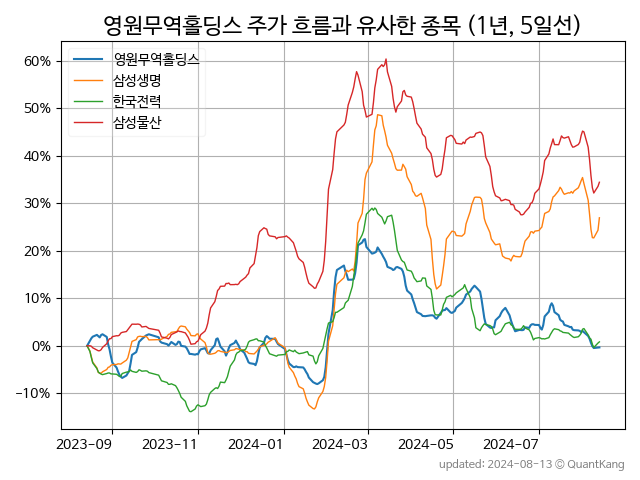 영원무역홀딩스 주가 흐름과 유사한 종목 (1년, 5일선)
영원무역홀딩스
삼성생명
한국전력
삼성물산
60%
50%
40%
30%
20%
10%
0%
−10%
2023-09 2023-11 2024-01 2024-03 2024-05 2024-07
updated: 2024-08-13 © QuantKang